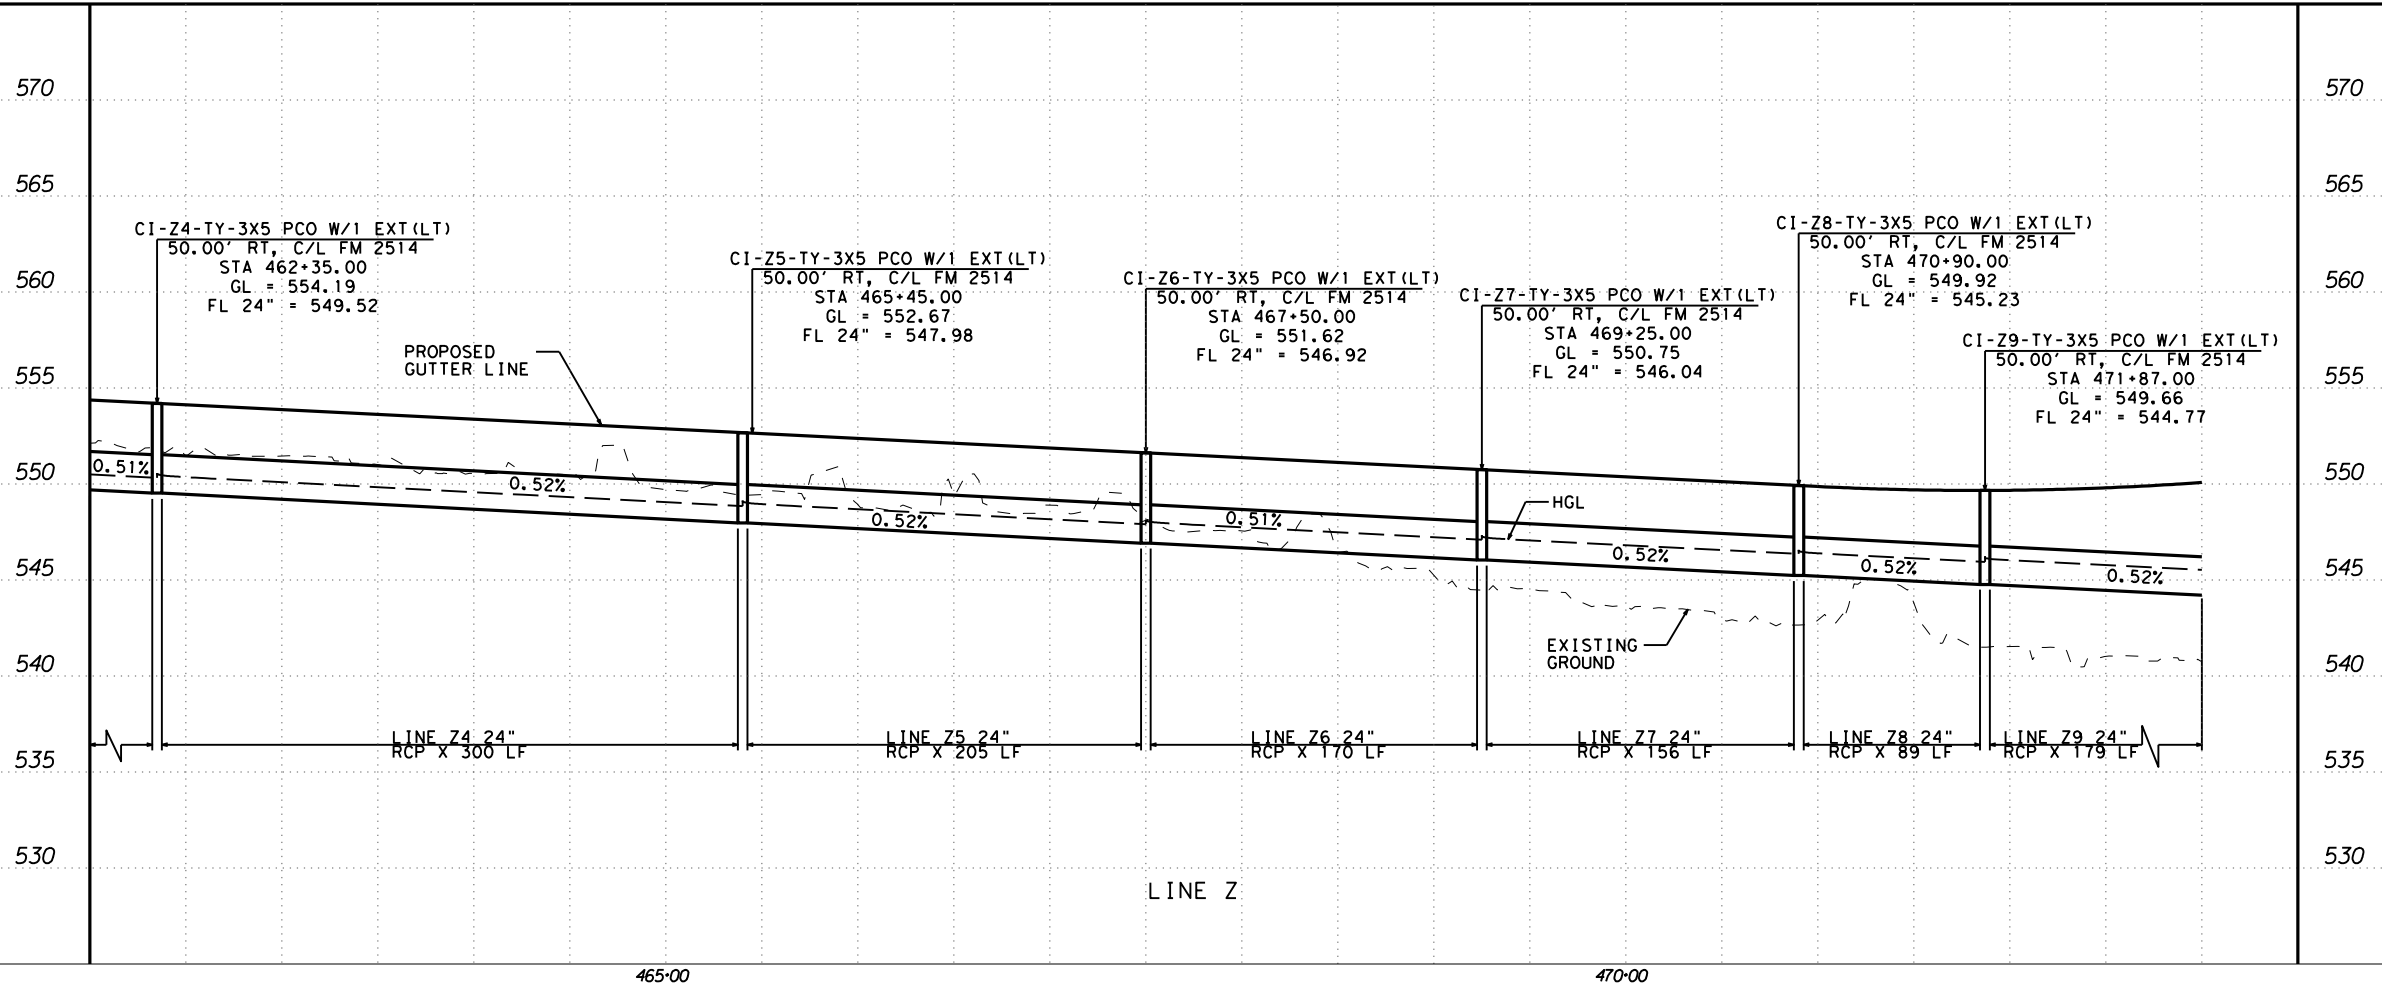 570
570
565
565
560
560
555
555
550
550
545
545
540
540
535
535
530
530
CI-Z4-TY-3X5 PCO W/1 EXT(LT)
50.00' RT, C/L FM 2514
STA 462+35.00
GL = 554.19
FL 24" = 549.52
PROPOSED
GUTTER LINE
CI-Z5-TY-3X5 PCO W/1 EXT(LT)
50.00' RT, C/L FM 2514
STA 465+45.00
GL = 552.67
FL 24" = 547.98
CI-Z6-TY-3X5 PCO W/1 EXT(LT)
50.00' RT, C/L FM 2514
STA 467+50.00
GL = 551.62
FL 24" = 546.92
CI-Z7-TY-3X5 PCO W/1 EXT(LT)
50.00' RT, C/L FM 2514
STA 469+25.00
GL = 550.75
FL 24" = 546.04
CI-Z8-TY-3X5 PCO W/1 EXT(LT)
50.00' RT, C/L FM 2514
STA 470+90.00
GL = 549.92
FL 24" = 545.23
CI-Z9-TY-3X5 PCO W/1 EXT(LT)
50.00' RT, C/L FM 2514
STA 471+87.00
GL = 549.66
FL 24" = 544.77
0.51%
0.52%
0.52%
0.51%
HGL
0.52%
0.52%
0.52%
EXISTING
GROUND
LINE Z4 24"
RCP X 300 LF
LINE Z5 24"
RCP X 205 LF
LINE Z6 24"
RCP X 170 LF
LINE Z7 24"
RCP X 156 LF
LINE Z8 24"
RCP X 89 LF
LINE Z9 24"
RCP X 179 LF
LINE Z
465+00
470+00